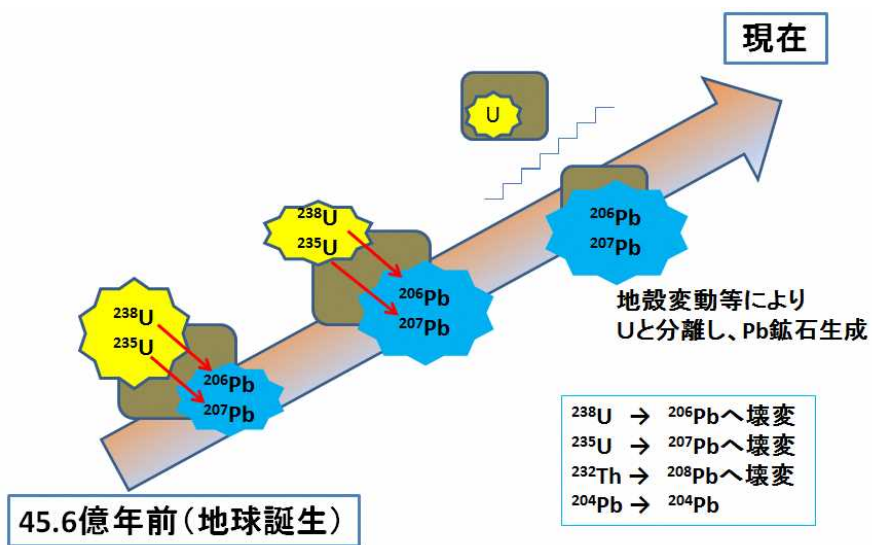 現在
U
²³⁸U
²³⁵U
²⁰⁶Pb
²⁰⁷Pb
²³⁸U
²³⁵U
²⁰⁶Pb
²⁰⁷Pb
²⁰⁶Pb
²⁰⁷Pb
地殻変動等により
Uと分離し、Pb鉱石生成
²³⁸U → ²⁰⁶Pbへ壊変
²³⁵U → ²⁰⁷Pbへ壊変
²³²Th → ²⁰⁸Pbへ壊変
²⁰⁴Pb → ²⁰⁴Pb
45.6億年前(地球誕生)